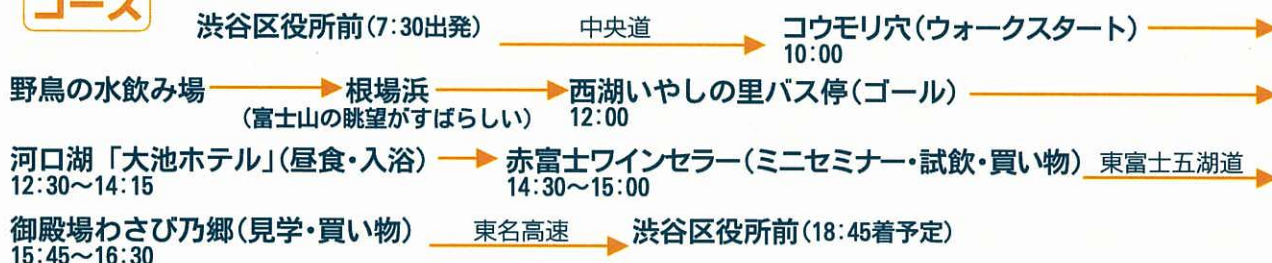 コース
渋谷区役所前(7:30出発) 中央道 コウモリ穴(ウォークスタート)
10:00
野鳥の水飲み場 根場浜 西湖いやしの里バス停(ゴール)
(富士山の眺望がすばらしい) 12:00
河口湖「大池ホテル」(昼食・入浴) 赤富士ワインセラー(ミニセミナー・試飲・買い物) 東富士五湖道
12:30〜14:15 14:30〜15:00
御殿場わさび乃郷(見学・買い物) 東名高速 渋谷区役所前(18:45着予定)
15:45〜16:30